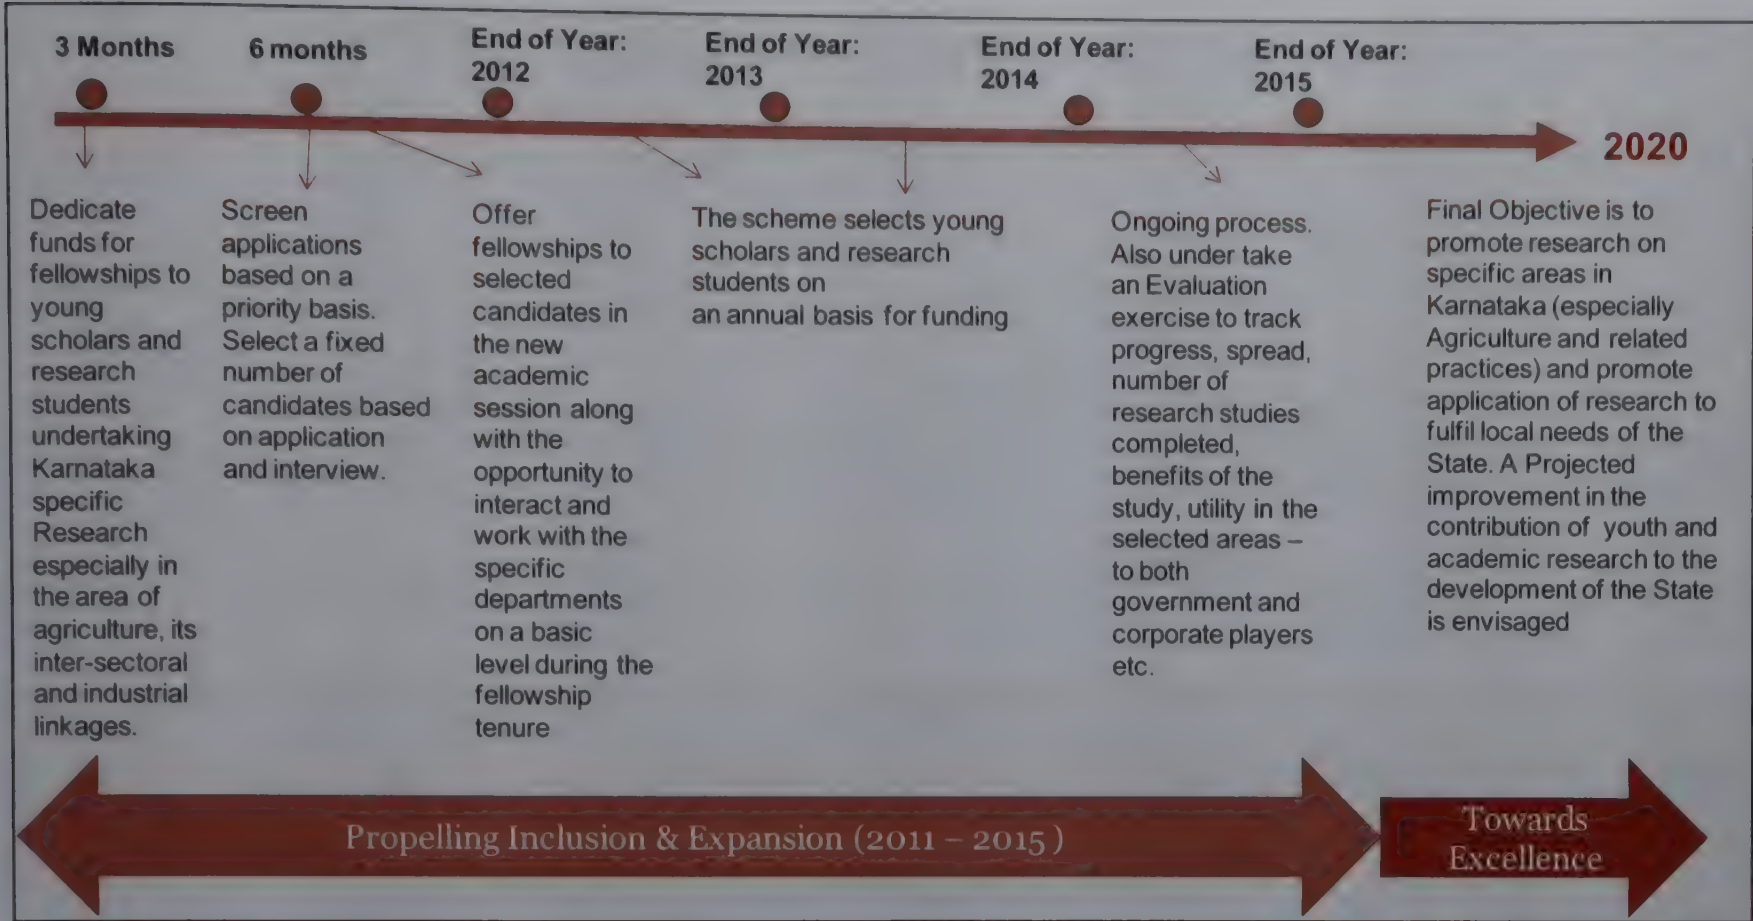 3 Months
6 months
End of Year:
2012
End of Year:
2013
End of Year:
2014
End of Year:
2015
2020
Dedicate
funds for
fellowships to
young
scholars and
research
students
undertaking
Karnataka
specific
Research
especially in
the area of
agriculture, its
inter-sectoral
and industrial
linkages.
Screen
applications
based on a
priority basis.
Select a fixed
number of
candidates based
on application
and interview.
Offer
fellowships to
selected
candidates in
the new
academic
session along
with the
opportunity to
interact and
work with the
specific
departments
on a basic
level during the
fellowship
tenure
The scheme selects young
scholars and research
students on
an annual basis for funding
Ongoing process.
Also under take
an Evaluation
exercise to track
progress, spread,
number of
research studies
completed,
benefits of the
study, utility in the
selected areas –
to both
government and
corporate players
etc.
Final Objective is to
promote research on
specific areas in
Karnataka (especially
Agriculture and related
practices) and promote
application of research to
fulfil local needs of the
State. A Projected
improvement in the
contribution of youth and
academic research to the
development of the State
is envisaged
Propelling Inclusion & Expansion (2011 – 2015 )
Towards
Excellence